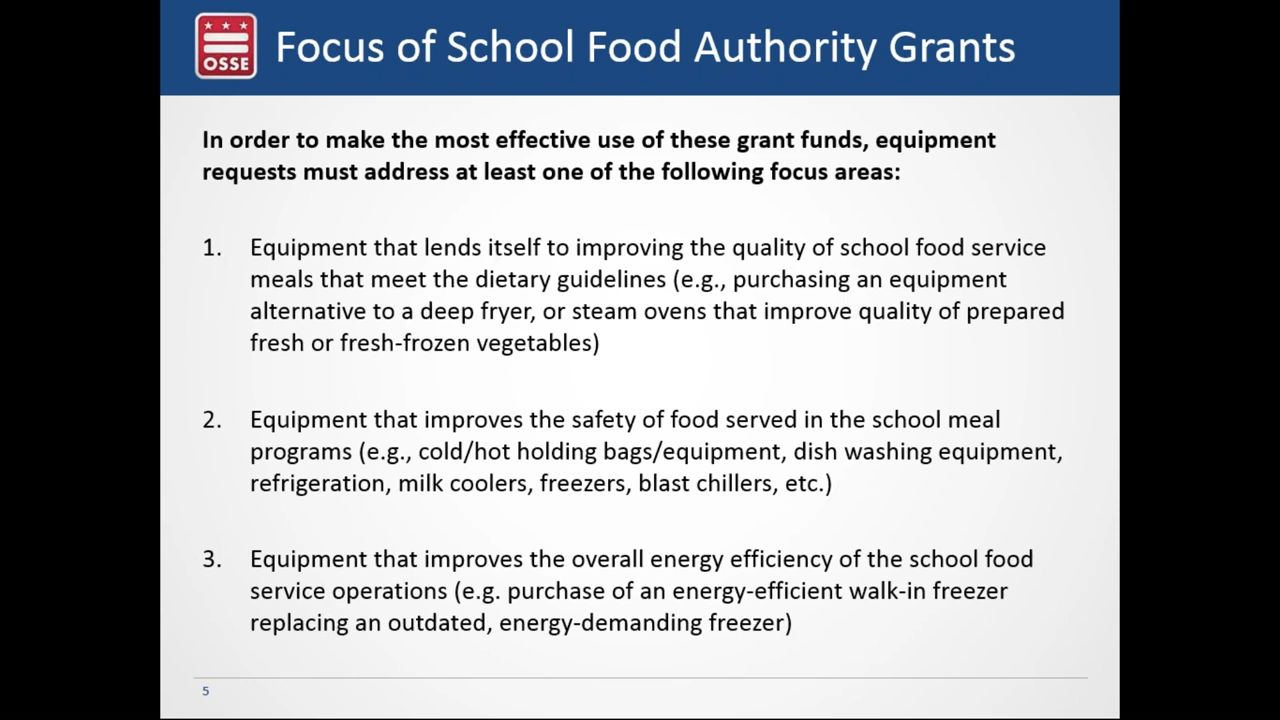 OSSE
Focus of School Food Authority Grants
In order to make the most effective use of these grant funds, equipment
requests must address at least one of the following focus areas:
1. Equipment that lends itself to improving the quality of school food service
meals that meet the dietary guidelines (e.g., purchasing an equipment
alternative to a deep fryer, or steam ovens that improve quality of prepared
fresh or fresh-frozen vegetables)
2. Equipment that improves the safety of food served in the school meal
programs (e.g., cold/hot holding bags/equipment, dish washing equipment,
refrigeration, milk coolers, freezers, blast chillers, etc.)
3. Equipment that improves the overall energy efficiency of the school food
service operations (e.g. purchase of an energy-efficient walk-in freezer
replacing an outdated, energy-demanding freezer)
5